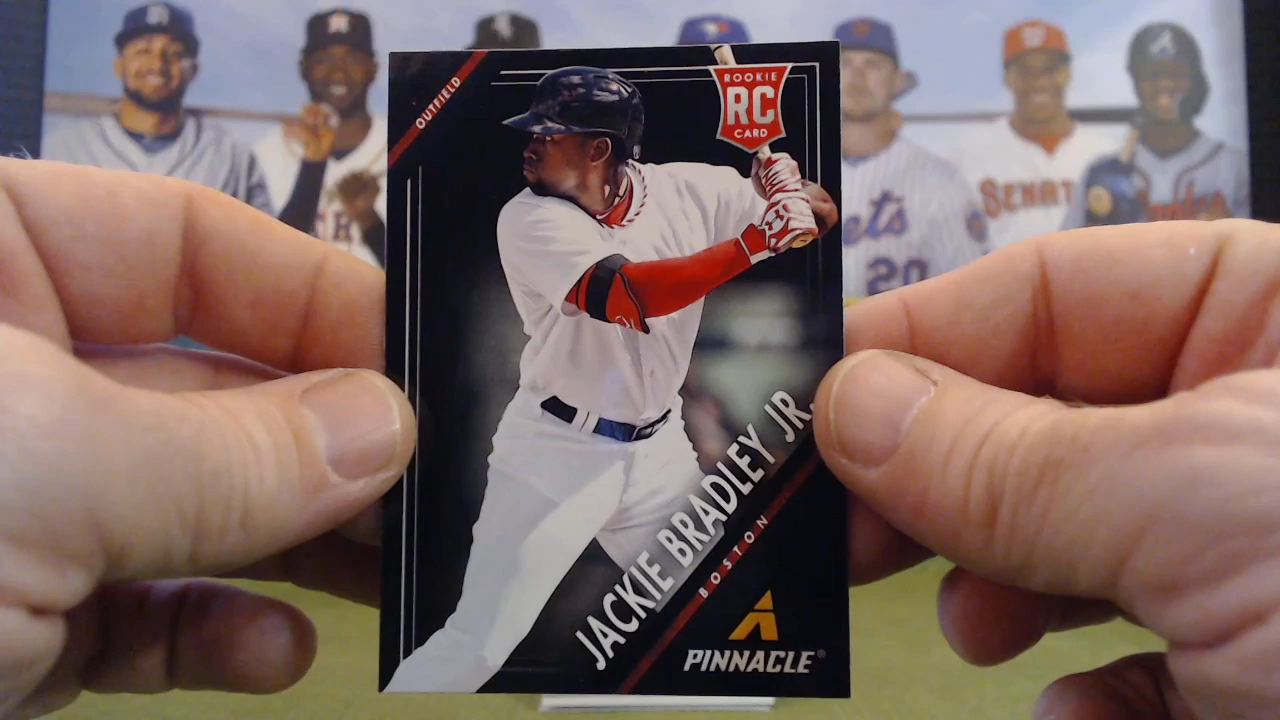 OUTFIELD
ROOKIE
RC
CARD
JACKIE BRADLEY JR.
BOSTON
PINNACLE®
ets
20
SENAT